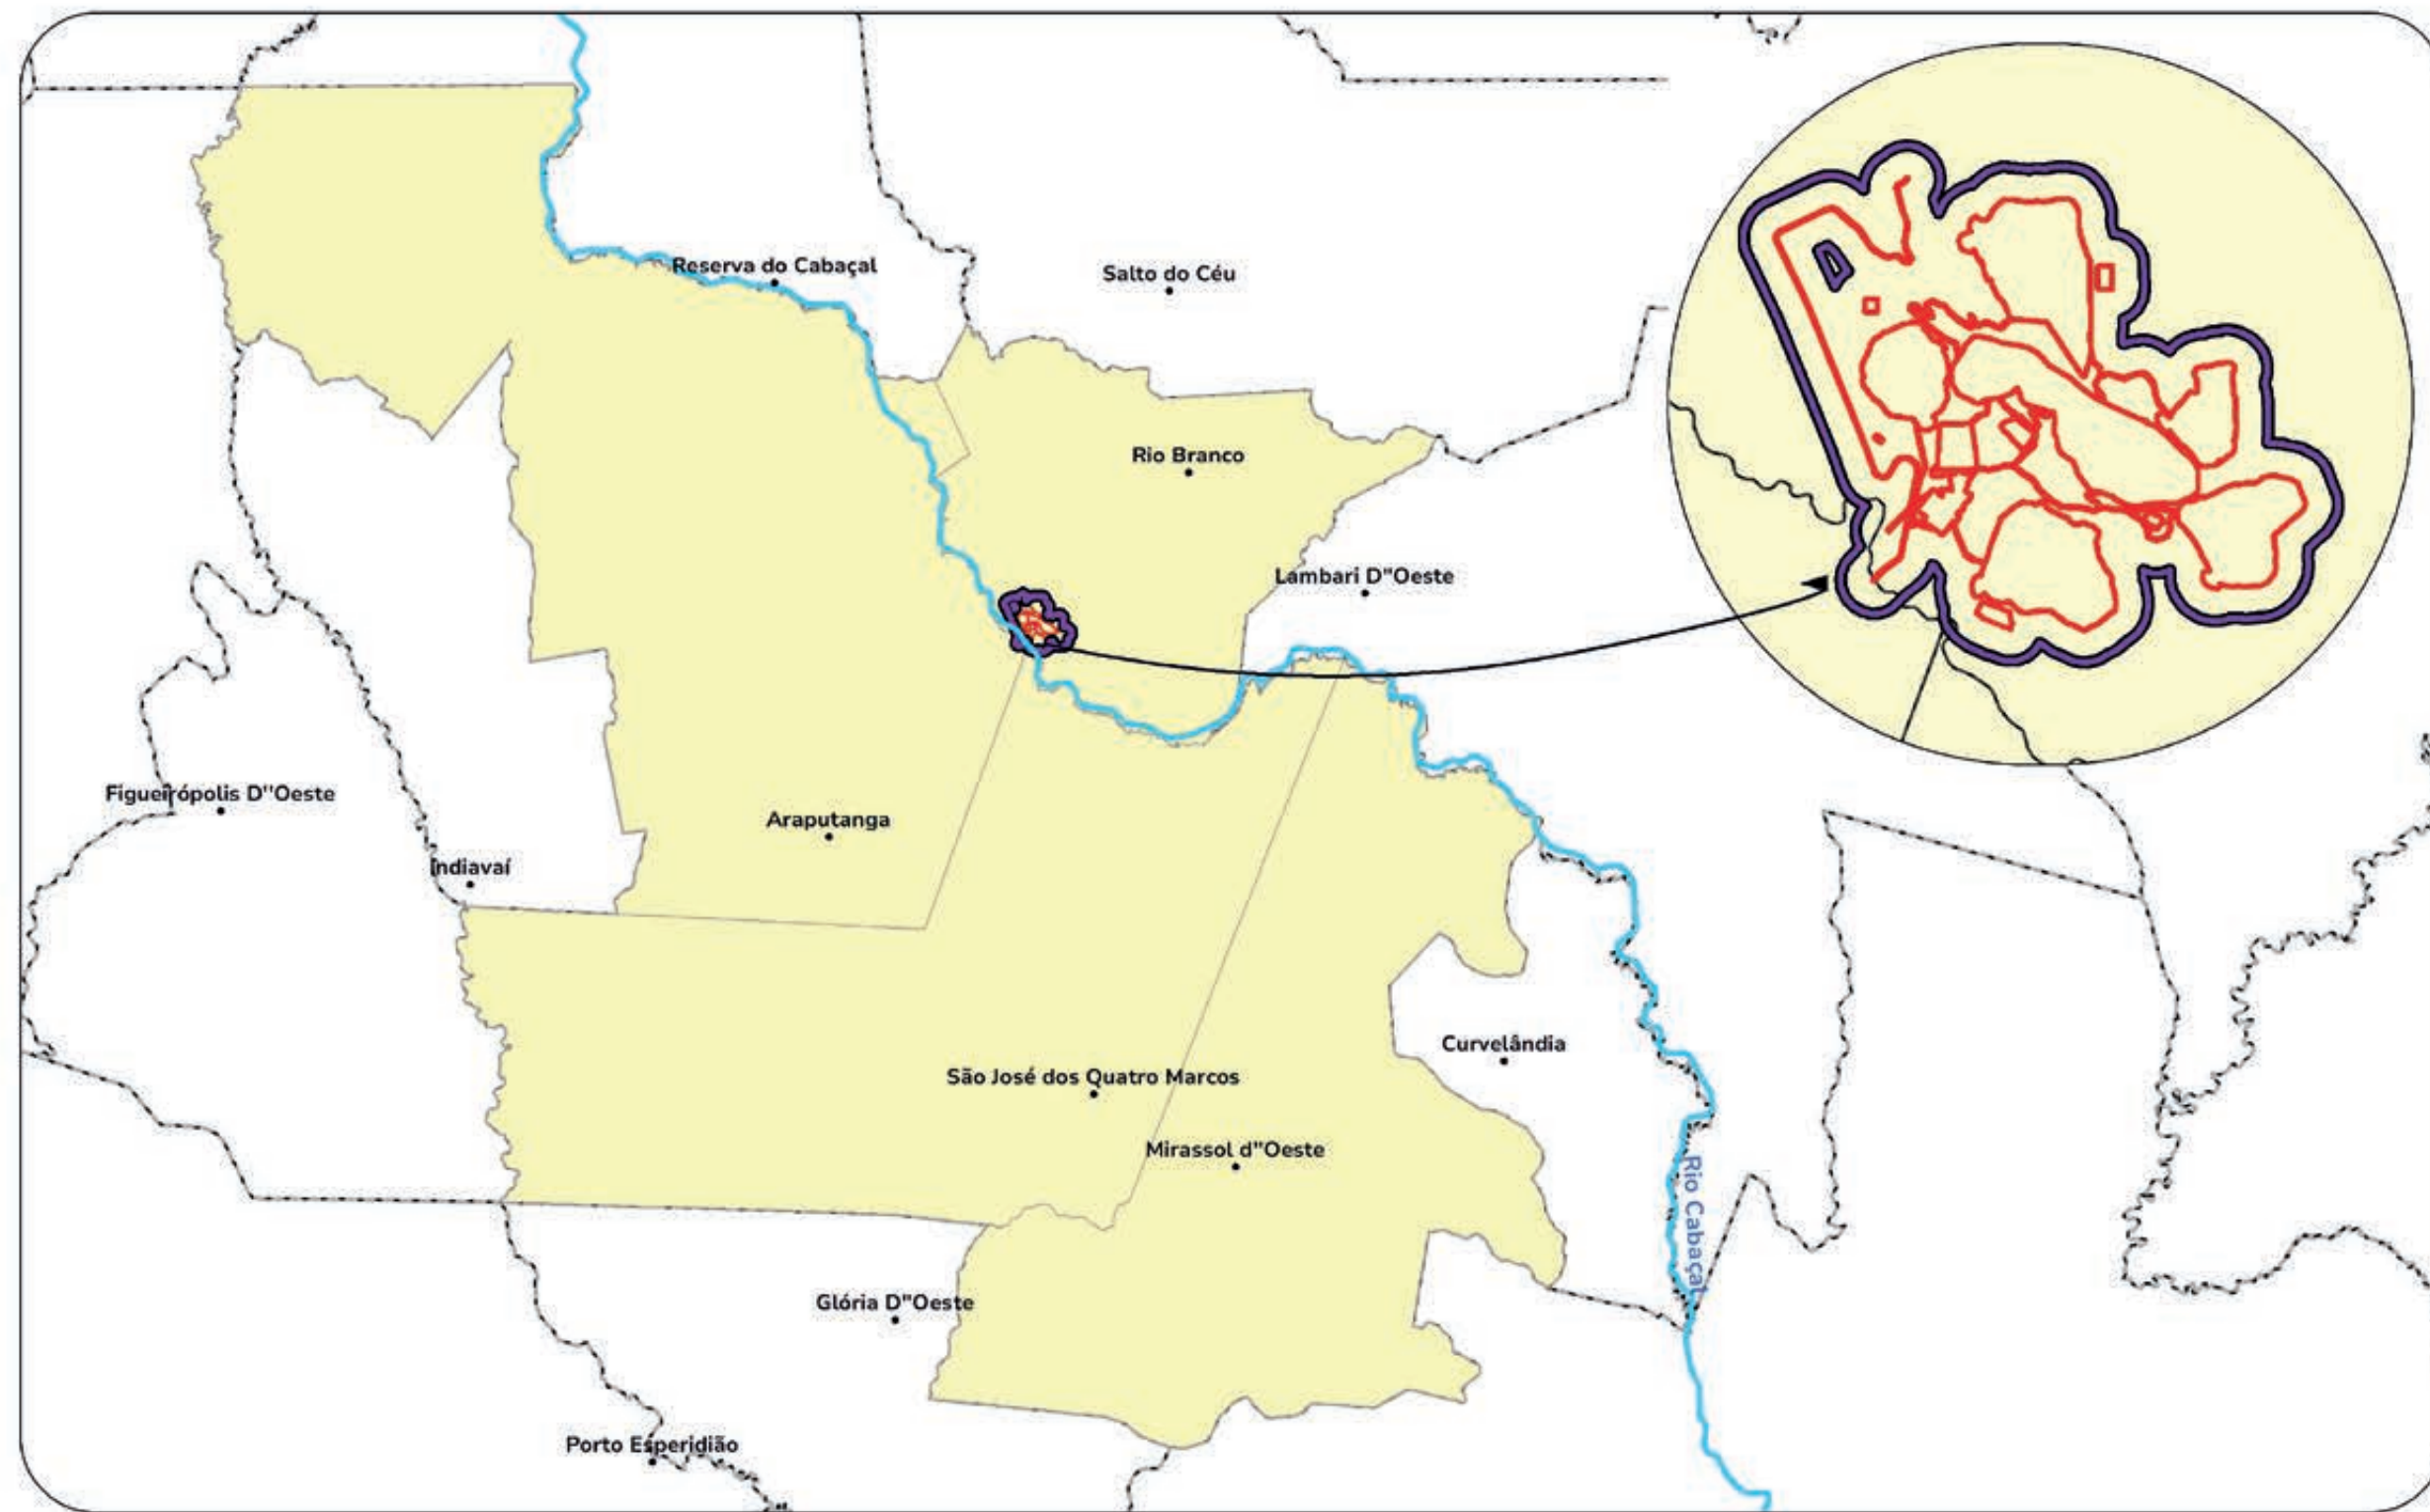 Reserva do Cabaçal
Salto do Céu
Rio Branco
Lambari D"Oeste
Figueirópolis D''Oeste
Araputanga
Indiavaí
Curvelândia
São José dos Quatro Marcos
Mirassol d"Oeste
Rio Cabaçal
Glória D"Oeste
Porto Esperidião